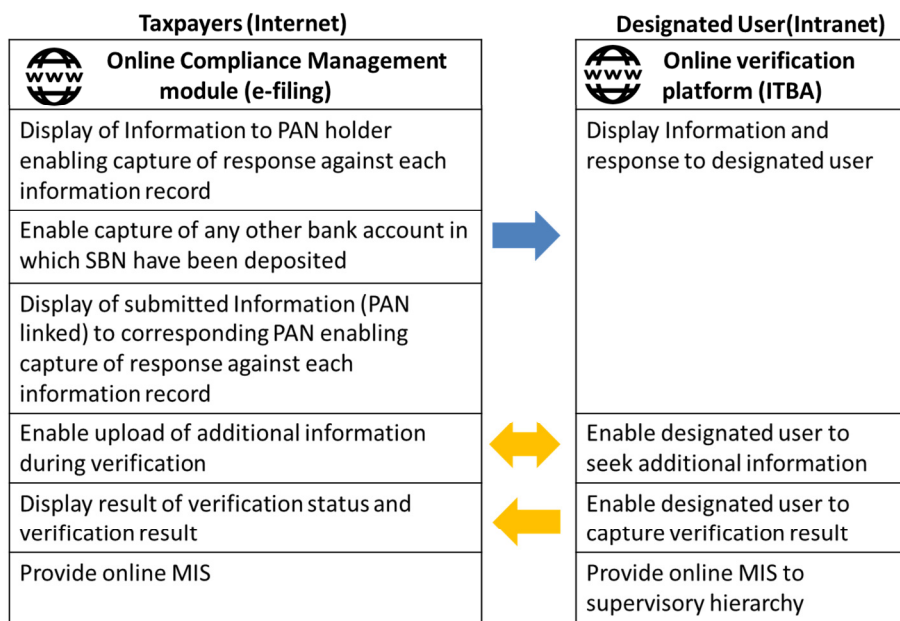 Taxpayers (Internet)
www
Online Compliance Management
module (e-filing)
Display of Information to PAN holder
enabling capture of response against each
information record
Enable capture of any other bank account in
which SBN have been deposited
Display of submitted Information (PAN
linked) to corresponding PAN enabling
capture of response against each
information record
Enable upload of additional information
during verification
Display result of verification status and
verification result
Provide online MIS
Designated User(Intranet)
www
Online verification
platform (ITBA)
Display Information and
response to designated user
Enable designated user to
seek additional information
Enable designated user to
capture verification result
Provide online MIS to
supervisory hierarchy